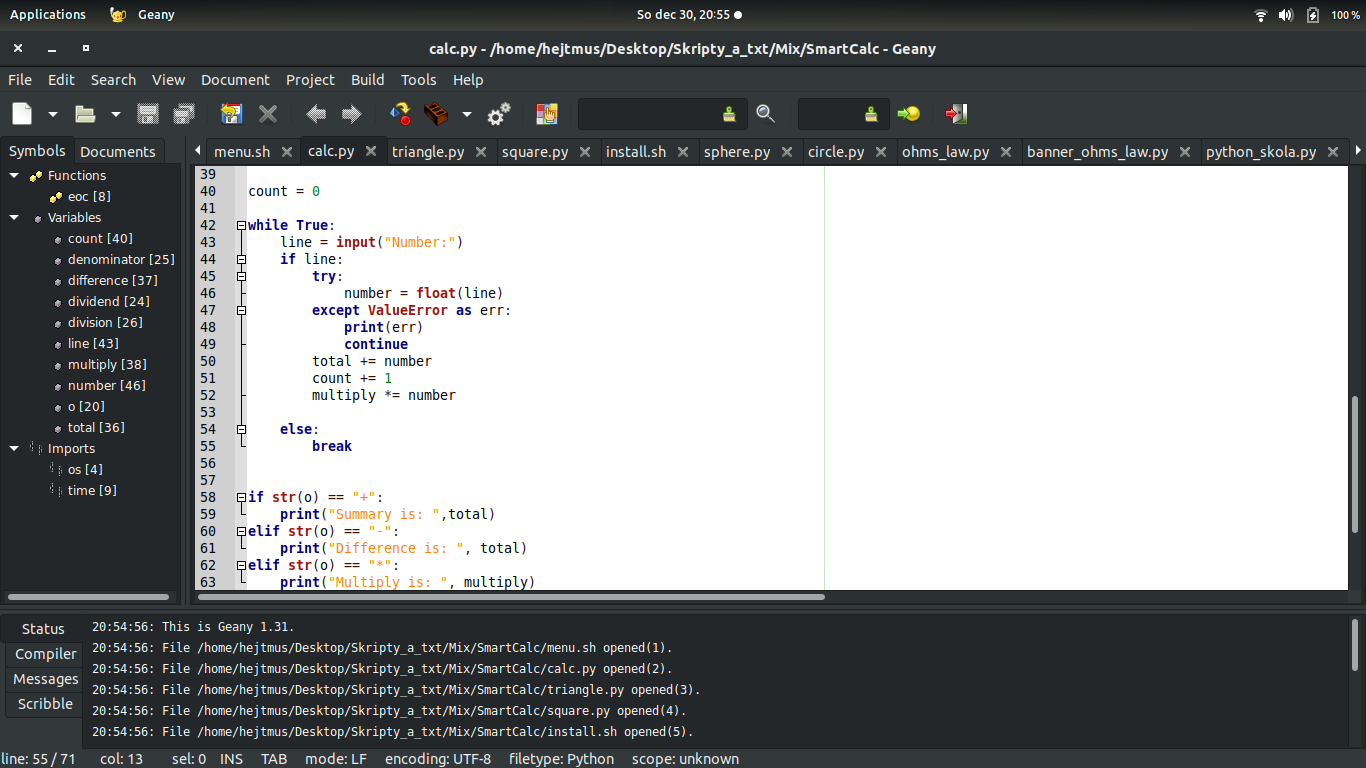 Applications Geany So dec 30, 20:55 100 %
calc.py - /home/hejtmus/Desktop/Skripty_a_txt/Mix/SmartCalc - Geany
File Edit Search View Document Project Build Tools Help
Symbols Documents
menu.sh calc.py triangle.py square.py install.sh sphere.py circle.py ohms_law.py banner_ohms_law.py python_skola.py
Functions
eoc [8]
Variables
count [40]
denominator [25]
difference [37]
dividend [24]
division [26]
line [43]
multiply [38]
number [46]
o [20]
total [36]
Imports
os [4]
time [9]
39
40 count = 0
41
42 while True:
43 line = input("Number:")
44 if line:
45 try:
46 number = float(line)
47 except ValueError as err:
48 print(err)
49 continue
50 total += number
51 count += 1
52 multiply *= number
53
54 else:
55 break
56
57
58 if str(o) == "+":
59 print("Summary is: ",total)
60 elif str(o) == "-":
61 print("Difference is: ", total)
62 elif str(o) == "*":
63 print("Multiply is: ", multiply)
Status
Compiler
Messages
Scribble
20:54:56: This is Geany 1.31.
20:54:56: File /home/hejtmus/Desktop/Skripty_a_txt/Mix/SmartCalc/menu.sh opened(1).
20:54:56: File /home/hejtmus/Desktop/Skripty_a_txt/Mix/SmartCalc/calc.py opened(2).
20:54:56: File /home/hejtmus/Desktop/Skripty_a_txt/Mix/SmartCalc/triangle.py opened(3).
20:54:56: File /home/hejtmus/Desktop/Skripty_a_txt/Mix/SmartCalc/square.py opened(4).
20:54:56: File /home/hejtmus/Desktop/Skripty_a_txt/Mix/SmartCalc/install.sh opened(5).
line: 55 / 71 col: 13 sel: 0 INS TAB mode: LF encoding: UTF-8 filetype: Python scope: unknown